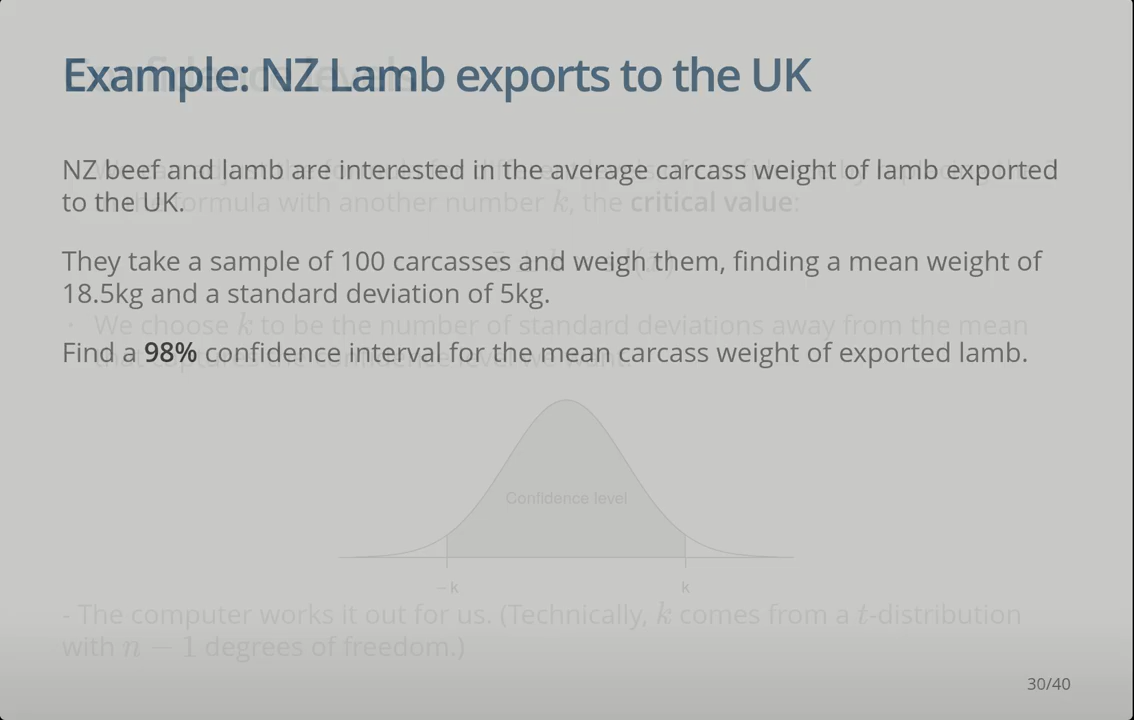 Example: NZ Lamb exports to the UK
NZ beef and lamb are interested in the average carcass weight of lamb exported
to the UK.
formula with another number k, the critical value:
They take a sample of 100 carcasses and weigh them, finding a mean weight of
18.5kg and a standard deviation of 5kg.
· We choose k to be the number of standard deviations away from the mean
Find a 98% confidence interval for the mean carcass weight of exported lamb.
Confidence level
– k k
- The computer works it out for us. (Technically, k comes from a t-distribution
with n − 1 degrees of freedom.)
30/40